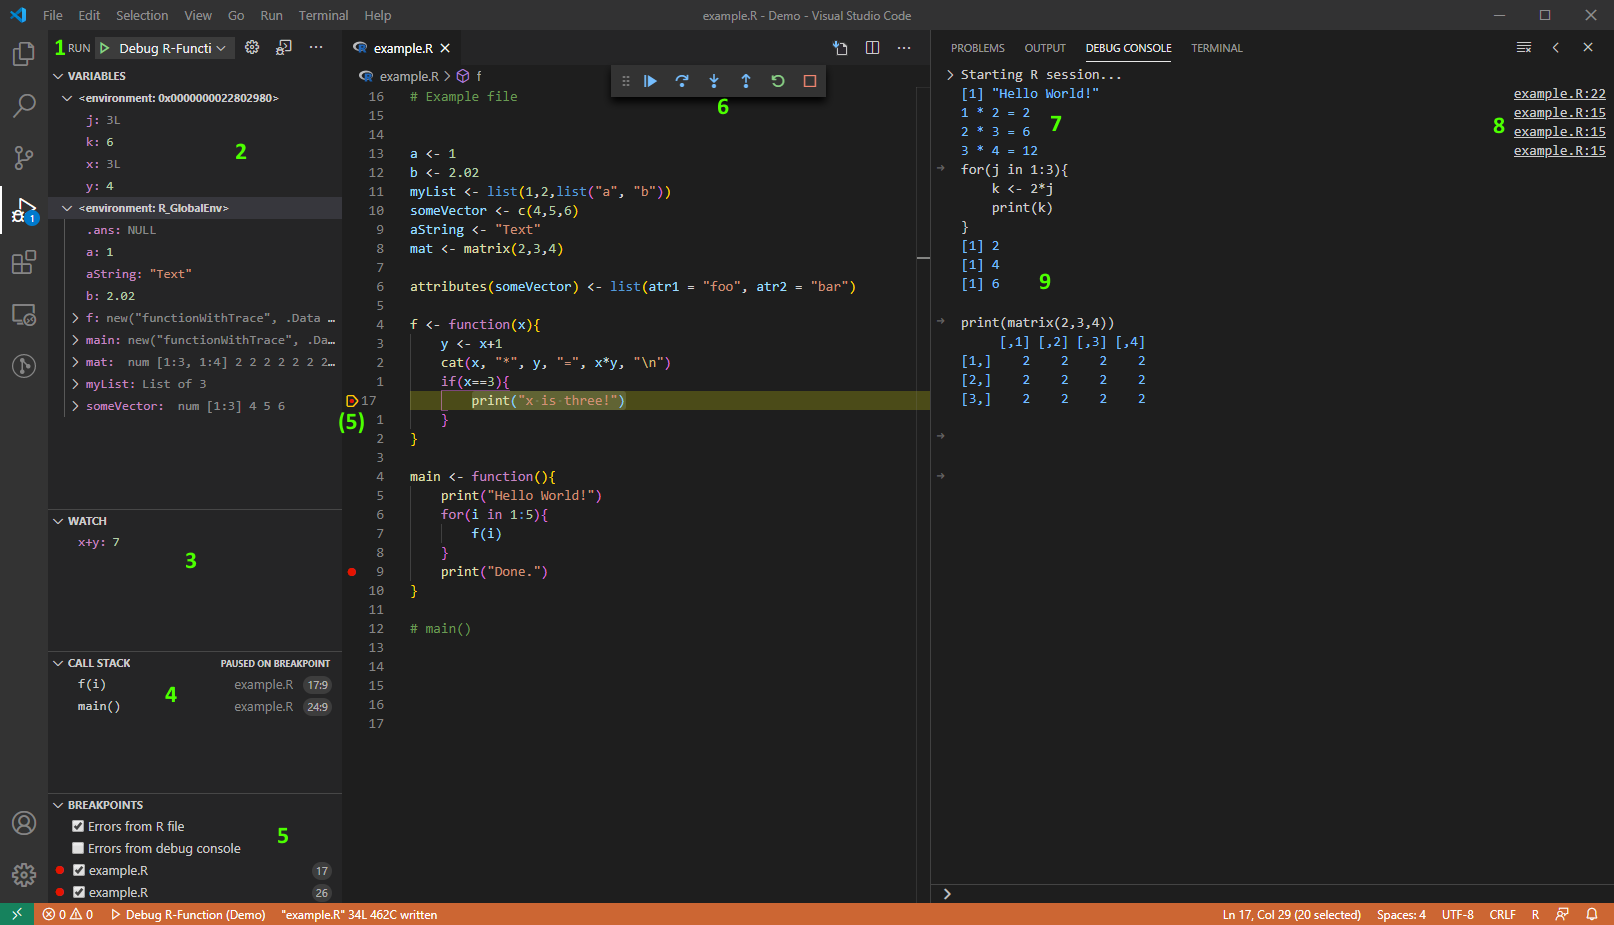 File Edit Selection View Go Run Terminal Help
example.R - Demo - Visual Studio Code
1 RUN Debug R-Functi
VARIABLES
<environment: 0x0000000022802980>
j: 3L
k: 6
x: 3L
y: 4
2
<environment: R_GlobalEnv>
.ans: NULL
a: 1
aString: "Text"
b: 2.02
f: new("functionWithTrace", .Data …
main: new("functionWithTrace", .Da…
mat: num [1:3, 1:4] 2 2 2 2 2 2 2…
myList: List of 3
someVector: num [1:3] 4 5 6
1
WATCH
x+y: 7
3
CALL STACK PAUSED ON BREAKPOINT
f(i) example.R 17:9
main() example.R 24:9
4
BREAKPOINTS
Errors from R file
Errors from debug console
5
example.R 17
example.R 26
example.R
example.R > f
6
16 # Example file
15
14
13 a <- 1
12 b <- 2.02
11 myList <- list(1,2,list("a", "b"))
10 someVector <- c(4,5,6)
9 aString <- "Text"
8 mat <- matrix(2,3,4)
7
6 attributes(someVector) <- list(atr1 = "foo", atr2 = "bar")
5
4 f <- function(x){
3 y <- x+1
2 cat(x, "*", y, "=", x*y, "\n")
1 if(x==3){
17 print("x·is·three!")
(5)
1 }
2 }
3
4 main <- function(){
5 print("Hello World!")
6 for(i in 1:5){
7 f(i)
8 }
9 print("Done.")
10 }
11
12 # main()
13
14
15
16
17
PROBLEMS OUTPUT DEBUG CONSOLE TERMINAL
Starting R session...
[1] "Hello World!" example.R:22
1 * 2 = 2 example.R:15
2 * 3 = 6 example.R:15
3 * 4 = 12 example.R:15
7
8
for(j in 1:3){
k <- 2*j
print(k)
}
[1] 2
[1] 4
[1] 6
9
print(matrix(2,3,4))
[,1] [,2] [,3] [,4]
[1,] 2 2 2 2
[2,] 2 2 2 2
[3,] 2 2 2 2
0 0 Debug R-Function (Demo) "example.R" 34L 462C written
Ln 17, Col 29 (20 selected) Spaces: 4 UTF-8 CRLF R